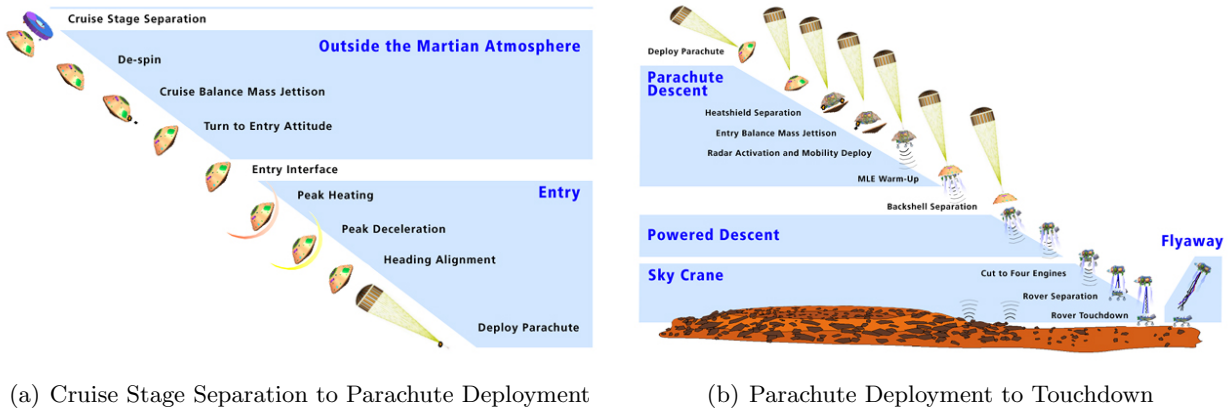 Cruise Stage Separation
Outside the Martian Atmosphere
De-spin
Cruise Balance Mass Jettison
Turn to Entry Attitude
Entry Interface
Entry
Peak Heating
Peak Deceleration
Heading Alignment
Deploy Parachute
(a) Cruise Stage Separation to Parachute Deployment
Deploy Parachute
Parachute
Descent
Heatshield Separation
Entry Balance Mass Jettison
Radar Activation and Mobility Deploy
MLE Warm-Up
Backshell Separation
Powered Descent
Flyaway
Sky Crane
Cut to Four Engines
Rover Separation
Rover Touchdown
(b) Parachute Deployment to Touchdown